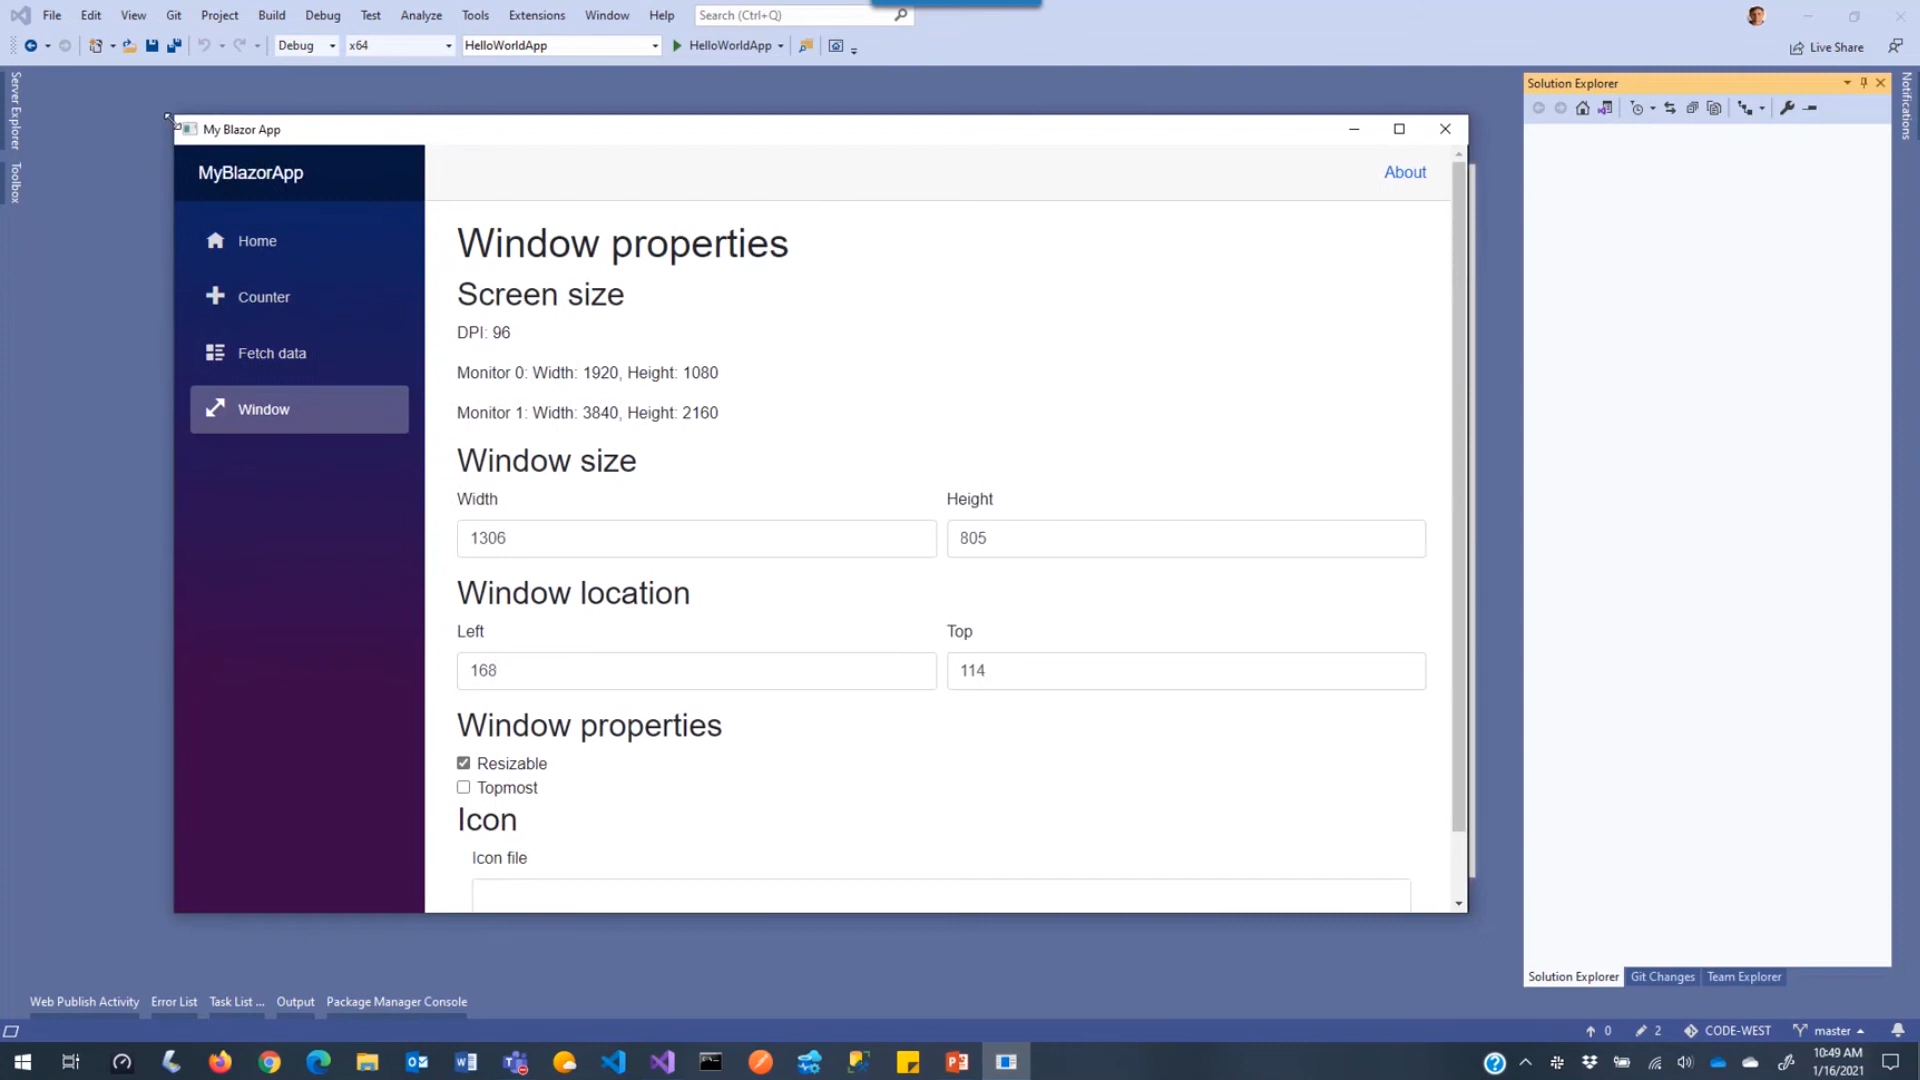 File Edit View Git Project Build Debug Test Analyze Tools Extensions Window Help Search (Ctrl+Q)
Debug x64 HelloWorldApp HelloWorldApp Live Share
Server Explorer
Toolbox
Solution Explorer
Notifications
My Blazor App
MyBlazorApp
About
Home
Counter
Fetch data
Window
Window properties
Screen size
DPI: 96
Monitor 0: Width: 1920, Height: 1080
Monitor 1: Width: 3840, Height: 2160
Window size
Width Height
1306 805
Window location
Left Top
168 114
Window properties
Resizable
Topmost
Icon
Icon file
Solution Explorer Git Changes Team Explorer
Web Publish Activity Error List Task List ... Output Package Manager Console
0 2 CODE-WEST master
10:49 AM
1/16/2021